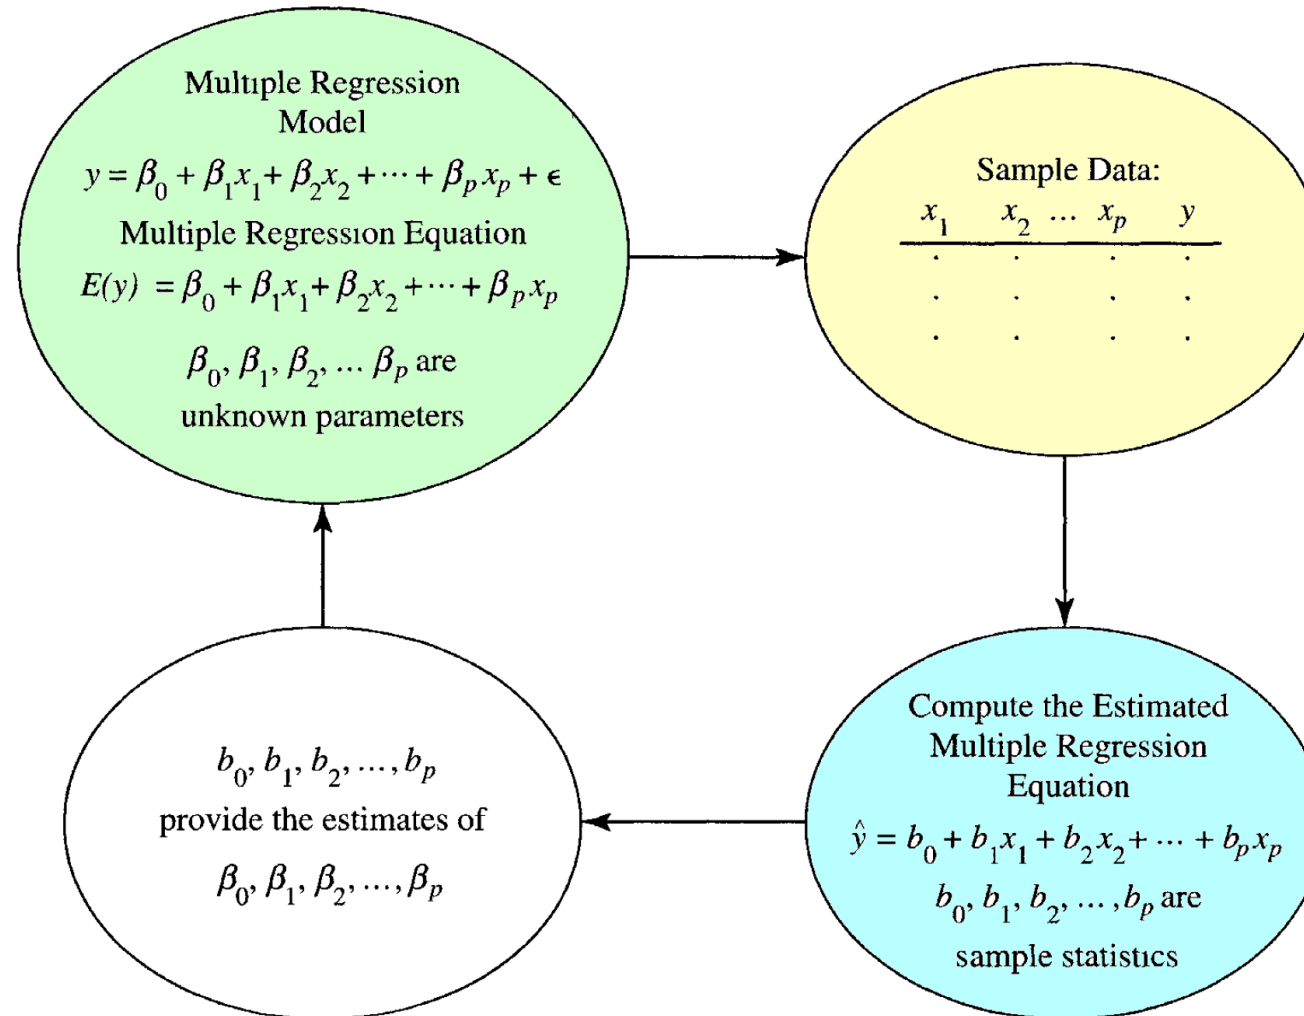 Multiple Regression
Model
y = β₀ + β₁x₁ + β₂x₂ + ··· + βₚxₚ + ϵ
Multiple Regression Equation
E(y) = β₀ + β₁x₁ + β₂x₂ + ··· + βₚxₚ
β₀, β₁, β₂, ... βₚ are
unknown parameters
Sample Data:
x₁ x₂ ... xₚ y
. . . .
. . . .
. . . .
Compute the Estimated
Multiple Regression
Equation
ŷ = b₀ + b₁x₁ + b₂x₂ + ··· + bₚxₚ
b₀, b₁, b₂, ..., bₚ are
sample statistics
b₀, b₁, b₂, ..., bₚ
provide the estimates of
β₀, β₁, β₂, ..., βₚ